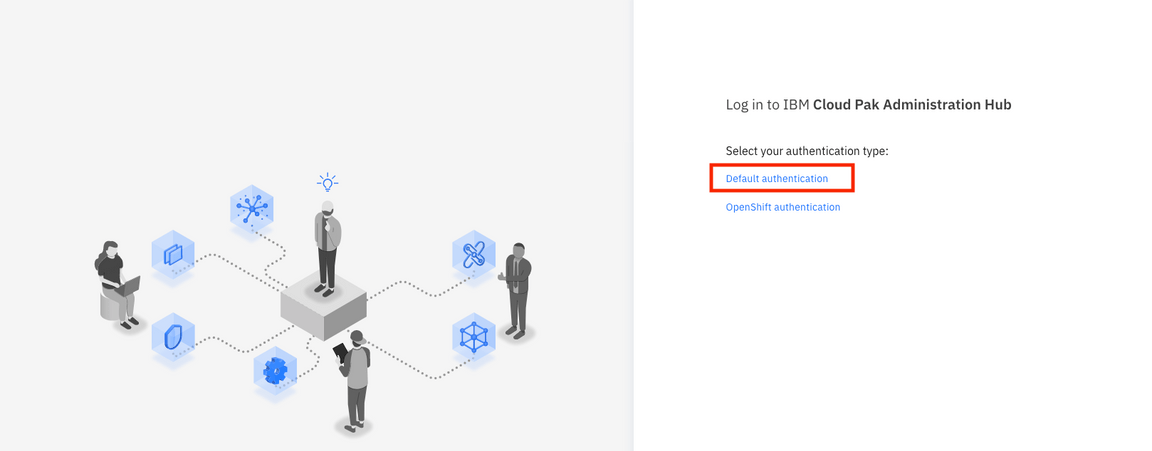 Log in to IBM Cloud Pak Administration Hub
Select your authentication type:
Default authentication
OpenShift authentication